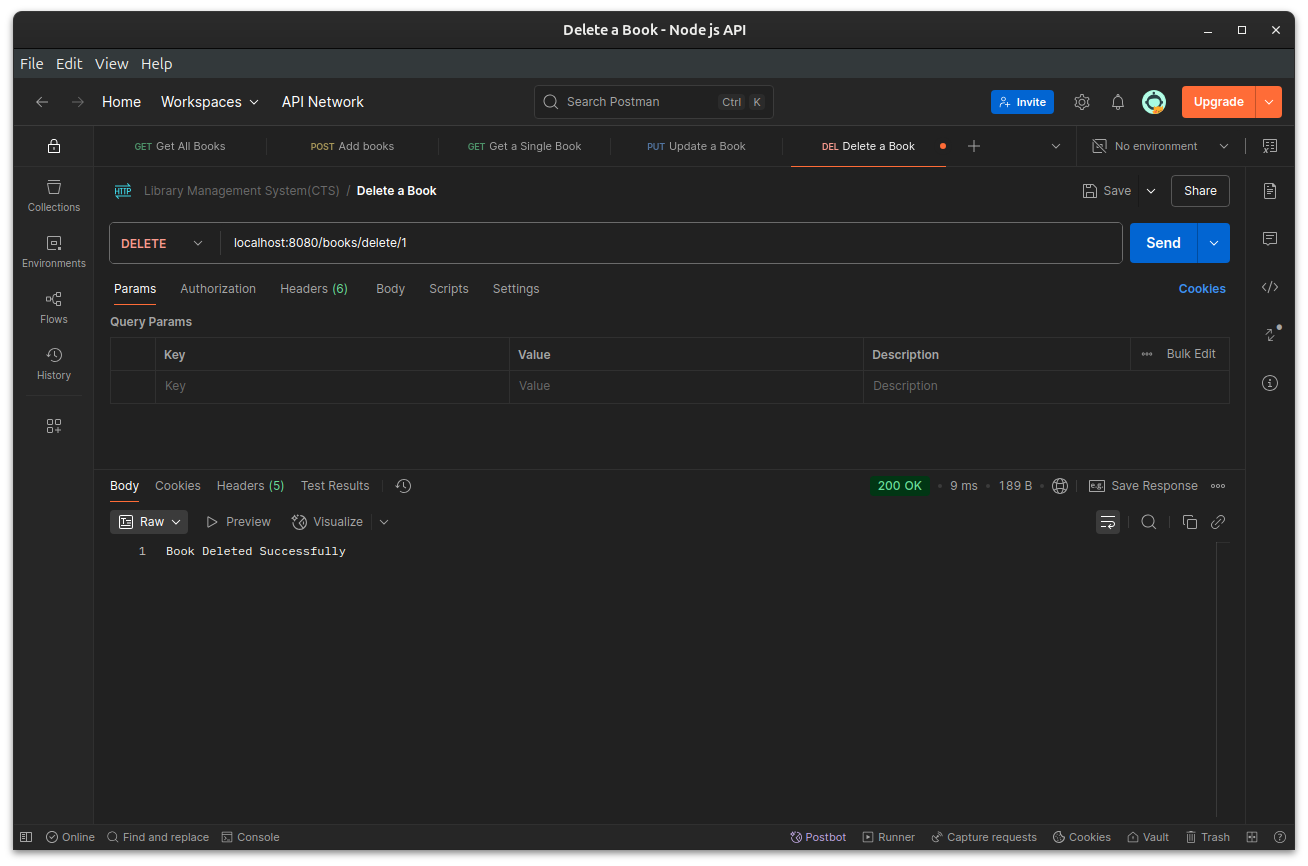 Delete a Book - Node js API
File Edit View Help
Home Workspaces API Network Search Postman Ctrl K Invite Upgrade
GET Get All Books POST Add books GET Get a Single Book PUT Update a Book DEL Delete a Book No environment
HTTP Library Management System(CTS) / Delete a Book Save Share
Collections
Environments
Flows
History
DELETE localhost:8080/books/delete/1 Send
Params Authorization Headers (6) Body Scripts Settings Cookies
Query Params
Key Value Description Bulk Edit
Key Value Description
Body Cookies Headers (5) Test Results 200 OK • 9 ms • 189 B • e.g. Save Response
Raw Preview Visualize
1 Book Deleted Successfully
Online Find and replace Console Postbot Runner Capture requests Cookies Vault Trash